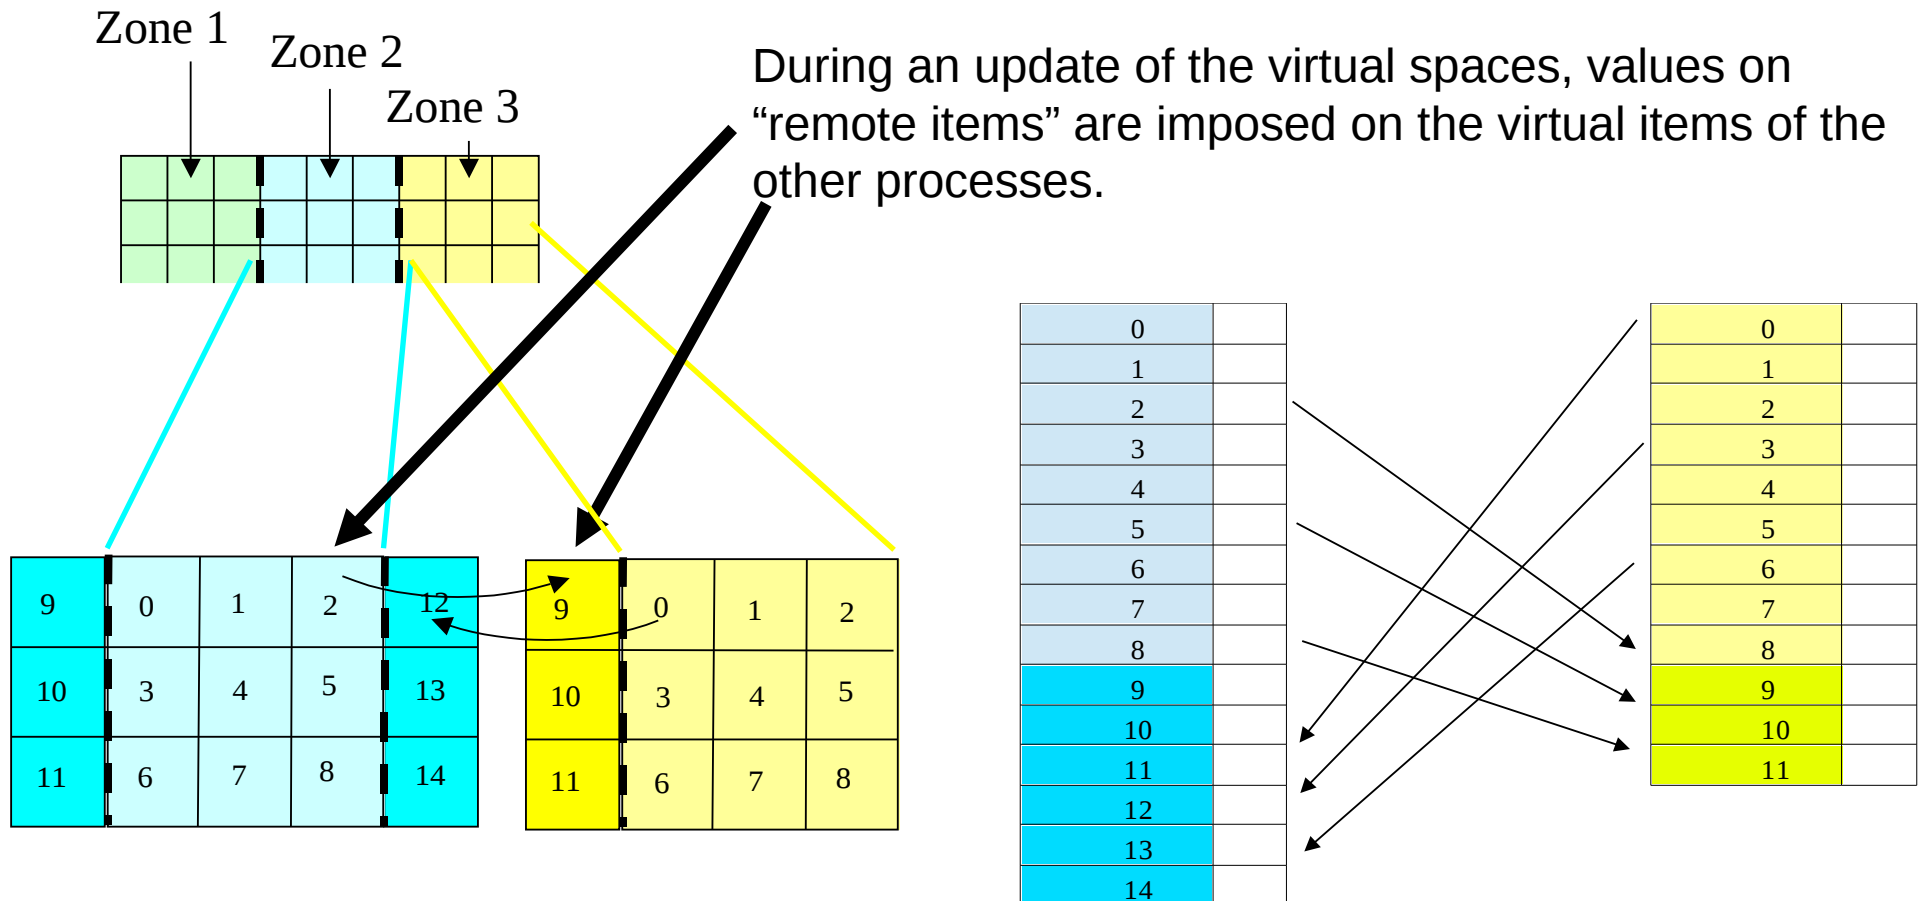 Zone 1
Zone 2
Zone 3
During an update of the virtual spaces, values on
“remote items” are imposed on the virtual items of the
other processes.
9 0 1 2 12
10 3 4 5 13
11 6 7 8 14
9 0 1 2
10 3 4 5
11 6 7 8
0
1
2
3
4
5
6
7
8
9
10
11
12
13
14
0
1
2
3
4
5
6
7
8
9
10
11